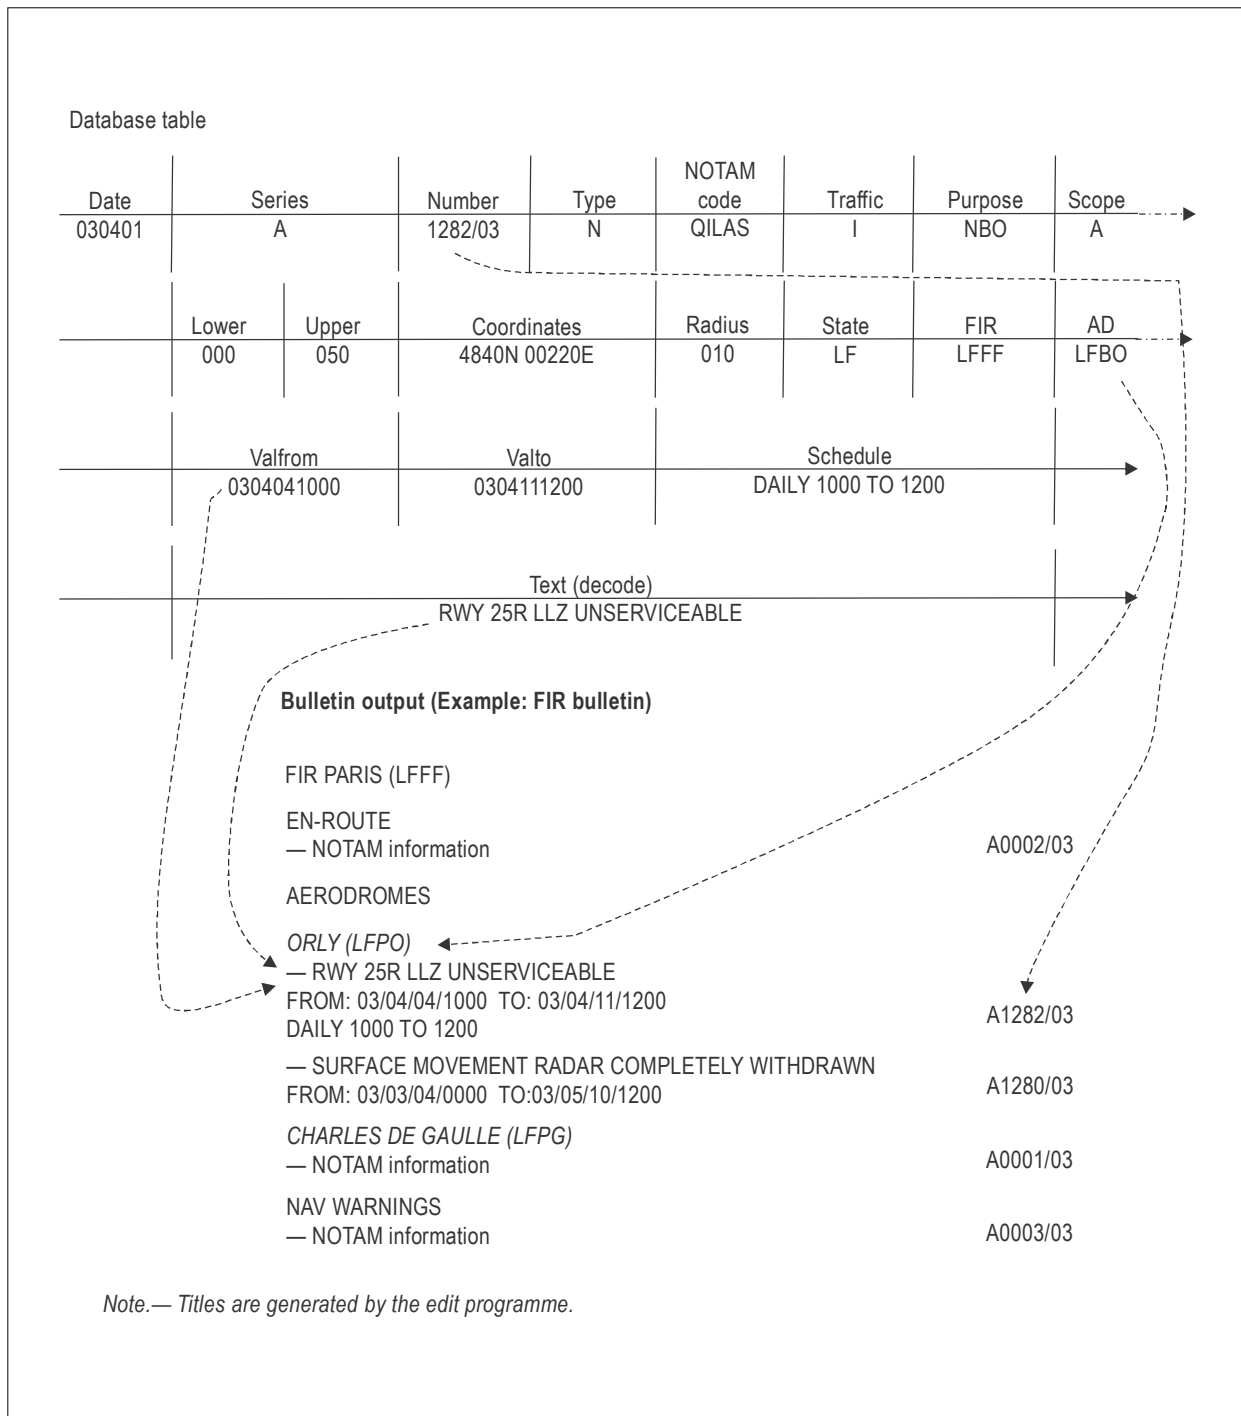 Database table
NOTAM
Date Series Number Type code Traffic Purpose Scope
030401 A 1282/03 N QILAS I NBO A
Lower Upper Coordinates Radius State FIR AD
000 050 4840N 00220E 010 LF LFFF LFBO
Valfrom Valto Schedule
0304041000 0304111200 DAILY 1000 TO 1200
Text (decode)
RWY 25R LLZ UNSERVICEABLE
Bulletin output (Example: FIR bulletin)
FIR PARIS (LFFF)
EN-ROUTE
— NOTAM information A0002/03
AERODROMES
ORLY (LFPO)
— RWY 25R LLZ UNSERVICEABLE
FROM: 03/04/04/1000 TO: 03/04/11/1200 A1282/03
DAILY 1000 TO 1200
— SURFACE MOVEMENT RADAR COMPLETELY WITHDRAWN
FROM: 03/03/04/0000 TO:03/05/10/1200 A1280/03
CHARLES DE GAULLE (LFPG)
— NOTAM information A0001/03
NAV WARNINGS
— NOTAM information A0003/03
Note.— Titles are generated by the edit programme.